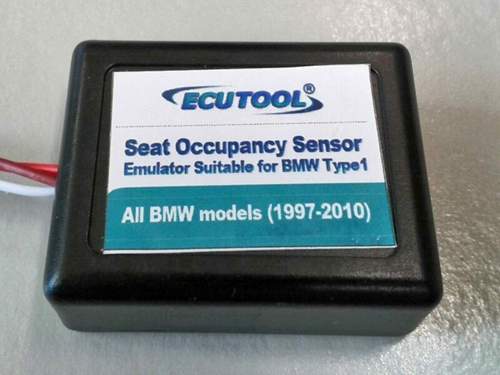 ECUTOOL®
Seat Occupancy Sensor
Emulator Suitable for BMW Type1
All BMW models (1997-2010)